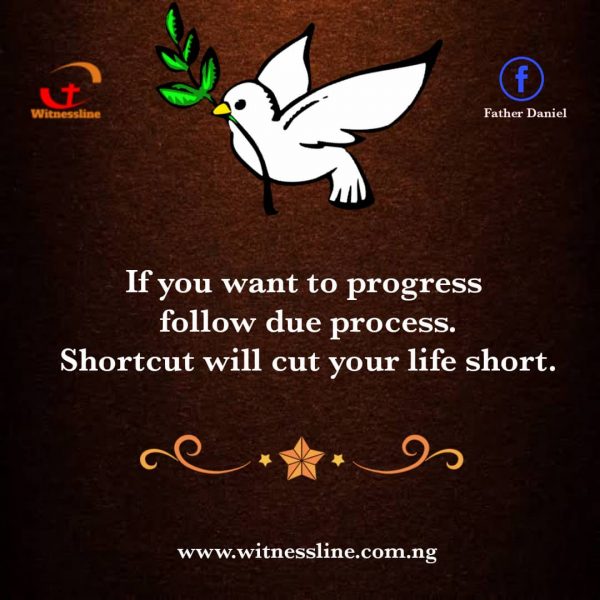 Witnessline
Father Daniel
If you want to progress
follow due process.
Shortcut will cut your life short.
www.witnessline.com.ng